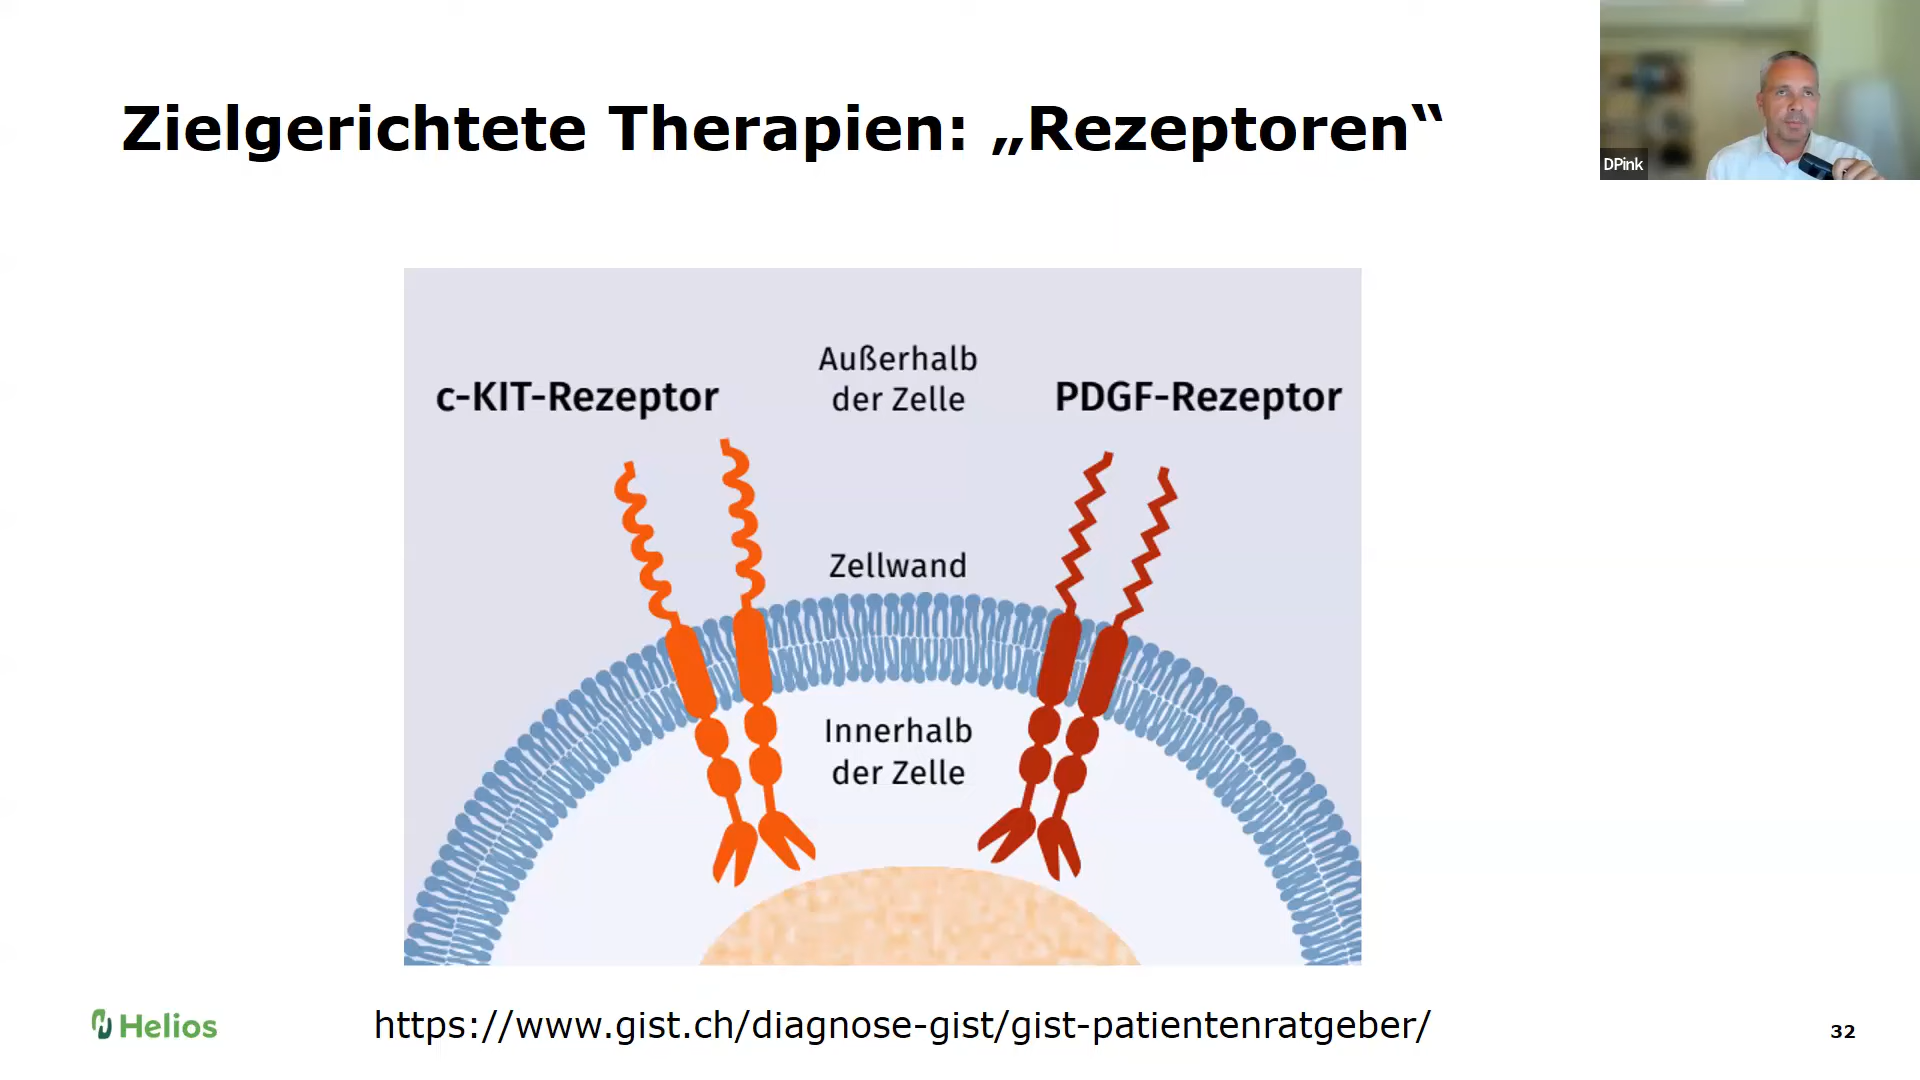 Zielgerichtete Therapien: „Rezeptoren“
DPink
Außerhalb
der Zelle
c-KIT-Rezeptor
PDGF-Rezeptor
Zellwand
Innerhalb
der Zelle
Helios
https://www.gist.ch/diagnose-gist/gist-patientenratgeber/
32